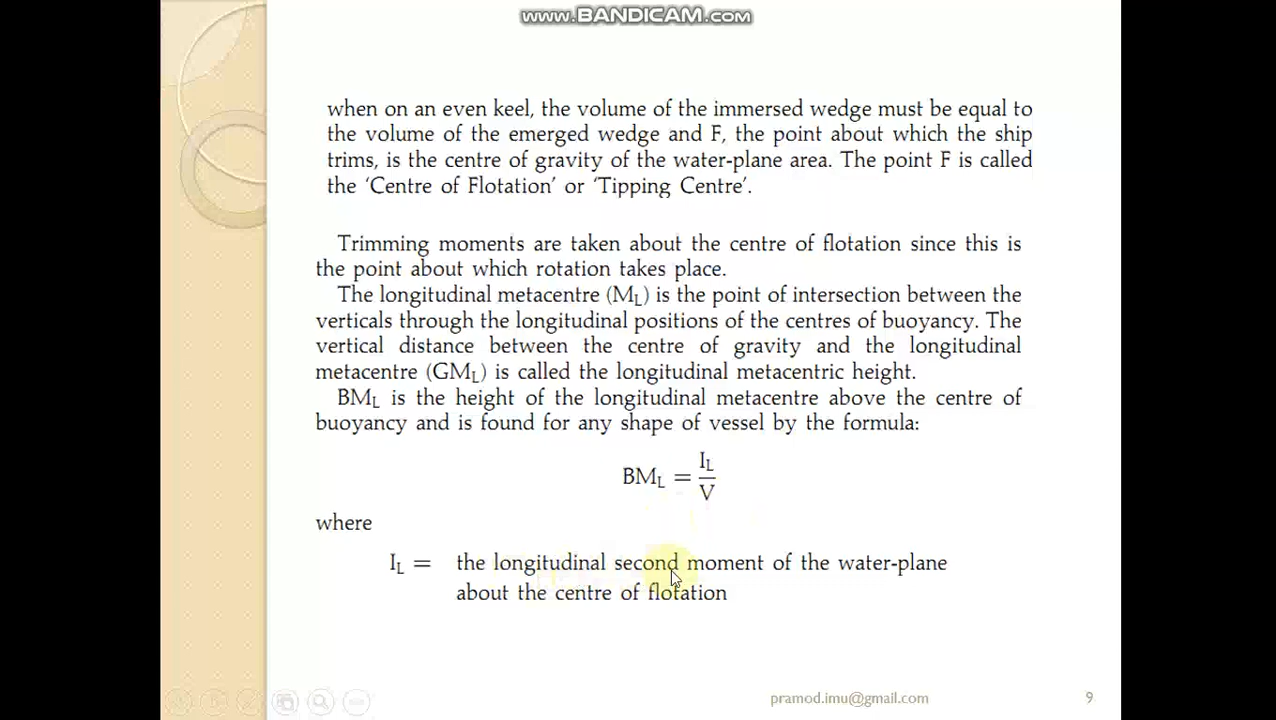 www.BANDICAM.com
when on an even keel, the volume of the immersed wedge must be equal to
the volume of the emerged wedge and F, the point about which the ship
trims, is the centre of gravity of the water-plane area. The point F is called
the ‘Centre of Flotation’ or ‘Tipping Centre’.
Trimming moments are taken about the centre of flotation since this is
the point about which rotation takes place.
The longitudinal metacentre (M_L) is the point of intersection between the
verticals through the longitudinal positions of the centres of buoyancy. The
vertical distance between the centre of gravity and the longitudinal
metacentre (GM_L) is called the longitudinal metacentric height.
BM_L is the height of the longitudinal metacentre above the centre of
buoyancy and is found for any shape of vessel by the formula:
BM_L = I_L / V
where
I_L = the longitudinal second moment of the water-plane
about the centre of flotation
pramod.imu@gmail.com 9